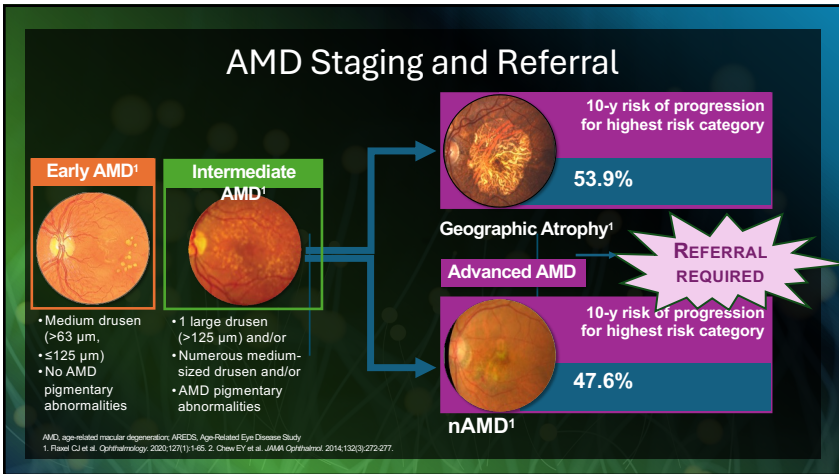 AMD Staging and Referral
Early AMD¹
• Medium drusen
(>63 µm,
• ≤125 µm)
• No AMD
pigmentary
abnormalities
Intermediate
AMD¹
• 1 large drusen
(>125 µm) and/or
• Numerous medium-
sized drusen and/or
• AMD pigmentary
abnormalities
10-y risk of progression
for highest risk category
53.9%
Geographic Atrophy¹
Advanced AMD
REFERRAL
REQUIRED
10-y risk of progression
for highest risk category
47.6%
nAMD¹
AMD, age-related macular degeneration; AREDS, Age-Related Eye Disease Study
1. Flaxel CJ et al. Ophthalmology. 2020;127(1):1-65. 2. Chew EY et al. JAMA Ophthalmol. 2014;132(3):272-277.